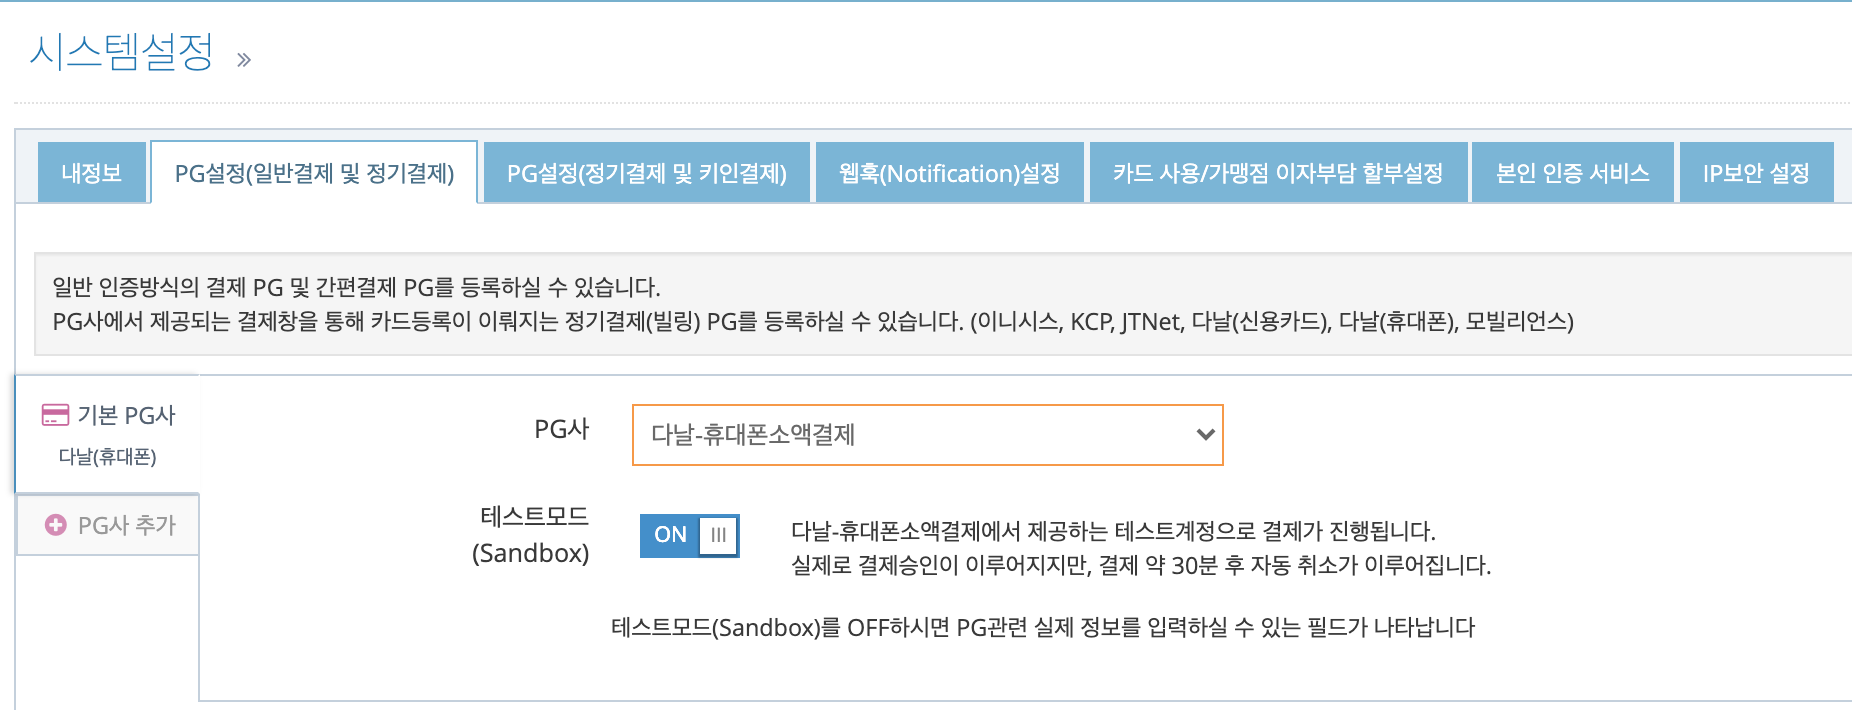 시스템설정 »
내정보
PG설정(일반결제 및 정기결제)
PG설정(정기결제 및 키인결제)
웹훅(Notification)설정
카드 사용/가맹점 이자부담 할부설정
본인 인증 서비스
IP보안 설정
일반 인증방식의 결제 PG 및 간편결제 PG를 등록하실 수 있습니다.
PG사에서 제공되는 결제창을 통해 카드등록이 이뤄지는 정기결제(빌링) PG를 등록하실 수 있습니다. (이니시스, KCP, JTNet, 다날(신용카드), 다날(휴대폰), 모빌리언스)
기본 PG사
다날(휴대폰)
PG사 추가
PG사
다날-휴대폰소액결제
테스트모드
(Sandbox)
ON
다날-휴대폰소액결제에서 제공하는 테스트계정으로 결제가 진행됩니다.
실제로 결제승인이 이루어지지만, 결제 약 30분 후 자동 취소가 이루어집니다.
테스트모드(Sandbox)를 OFF하시면 PG관련 실제 정보를 입력하실 수 있는 필드가 나타납니다